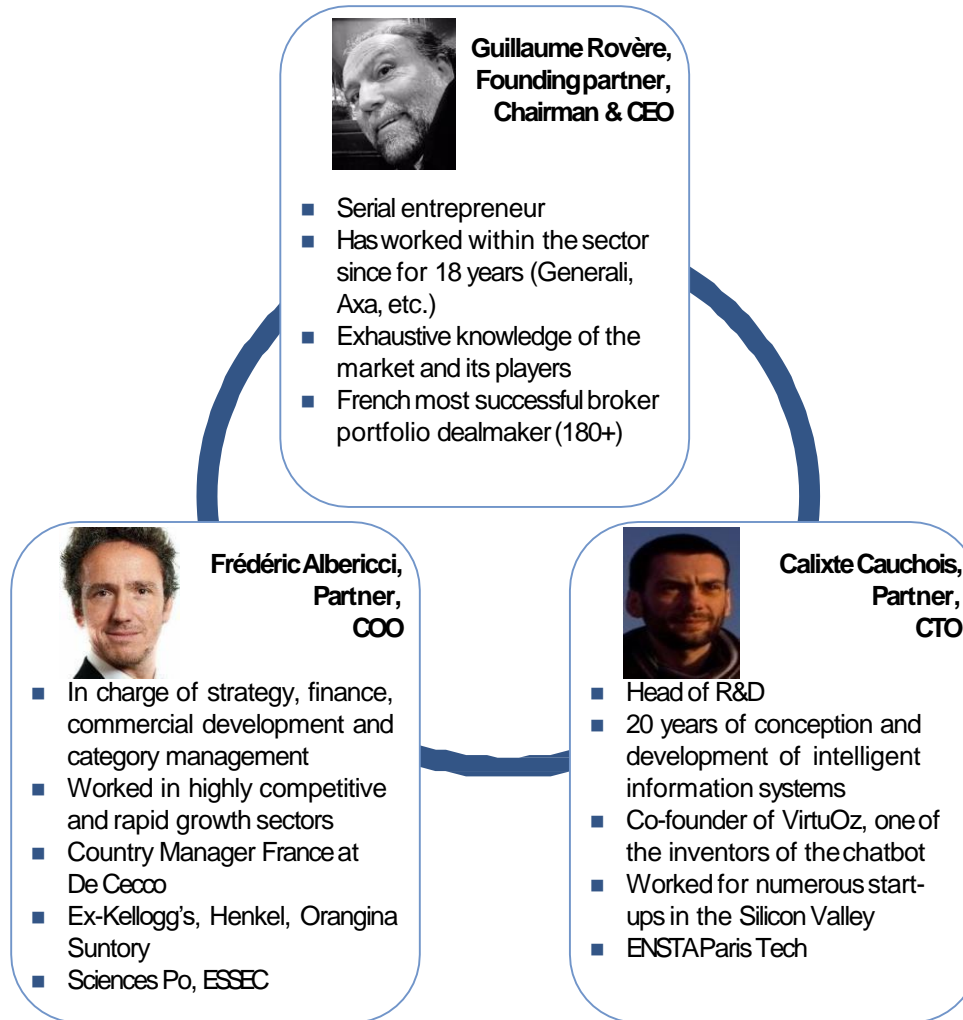 Guillaume Rovère,
Founding partner,
Chairman & CEO
■ Serial entrepreneur
■ Has worked within the sector
since for 18 years (Generali,
Axa, etc.)
■ Exhaustive knowledge of the
market and its players
■ French most successful broker
portfolio dealmaker (180+)
Frédéric Albericci,
Partner,
COO
■ In charge of strategy, finance,
commercial development and
category management
■ Worked in highly competitive
and rapid growth sectors
■ Country Manager France at
De Cecco
■ Ex-Kellogg's, Henkel, Orangina
Suntory
■ Sciences Po, ESSEC
Calixte Cauchois,
Partner,
CTO
■ Head of R&D
■ 20 years of conception and
development of intelligent
information systems
■ Co-founder of VirtuOz, one of
the inventors of the chatbot
■ Worked for numerous start-
ups in the Silicon Valley
■ ENSTA Paris Tech